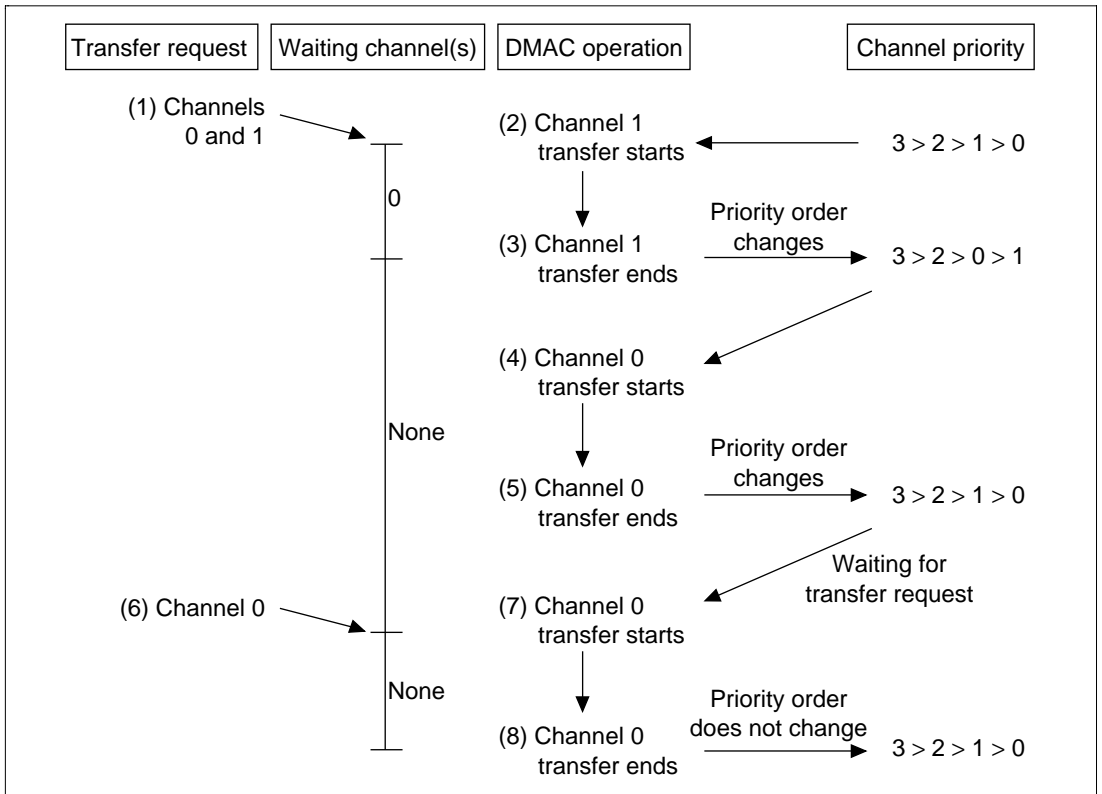 Transfer request
Waiting channel(s)
DMAC operation
Channel priority
(1) Channels
0 and 1
(2) Channel 1
transfer starts
3 > 2 > 1 > 0
0
(3) Channel 1
transfer ends
Priority order
changes
3 > 2 > 0 > 1
(4) Channel 0
transfer starts
None
(5) Channel 0
transfer ends
Priority order
changes
3 > 2 > 1 > 0
Waiting for
transfer request
(6) Channel 0
(7) Channel 0
transfer starts
None
(8) Channel 0
transfer ends
Priority order
does not change
3 > 2 > 1 > 0